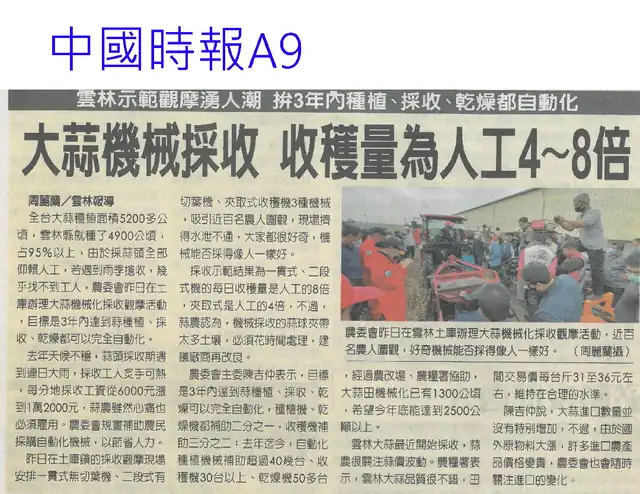 中國時報A9
雲林示範觀摩湧人潮 拚3年內種植、採收、乾燥都自動化
大蒜機械採收 收穫量為人工4~8倍
周麗蘭／雲林報導
全台大蒜種植面積5200多公
頃，雲林縣就種了4900公頃，
占95%以上，由於採蒜頭全部
仰賴人工，若遇到雨季搶收，幾
乎找不到工人，農委會昨日在土
庫辦理大蒜機械化採收觀摩活動
，目標是3年內達到蒜種植、採
收、乾燥都可以完全自動化。
去年天候不穩，蒜頭採收期遇
到連日大雨，採收工人炙手可熱
，每分地採收工資從6000元漲
到1萬2000元，蒜農雖然心痛也
必須雇用。農委會規畫補助農民
採購自動化機械，以節省人力。
昨日在土庫鎮的採收觀摩現場
安排一貫式無切葉機、二段式有
切葉機、夾取式收穫機3種機械
，吸引近百名農人圍觀，現場擠
得水泄不通，大家都很好奇，機
械能否採得像人一樣好。
採收示範結果為一貫式、二段
式機的每日收穫量是人工的8倍
，夾取式是人工的4倍，不過，
蒜農認為，機械採收的蒜球夾帶
太多土壤，必須花時間處理，建
議廠商再改良。
農委會主委陳吉仲表示，目標
是3年內達到蒜種植、採收、乾
燥可以完全自動化，種植機、乾
燥機都補助二分之一，收穫機補
助三分之二；去年迄今，自動化
種植機械補助超過40幾台、收
穫機30台以上、乾燥機50多台
農委會昨日在雲林土庫辦理大蒜機械化採收觀摩活動，近百
名農人圍觀，好奇機械能否採得像人一樣好。（周麗蘭攝）
，經過農改場、農糧署協助，
大蒜田機械化已有1300公頃
，希望今年底能達到2500公
頃以上。
雲林大蒜最近開始採收，蒜
農很關注蒜價波動。農糧署表
示，雲林大蒜品質很不錯，田
間交易價每台斤31至36元左
右，維持在合理的水準。
陳吉仲說，大蒜進口數量並
沒有特別增加，不過，由於國
外原物料大漲，許多進口農產
品價格變貴，農委會也會隨時
關注進口的變化。